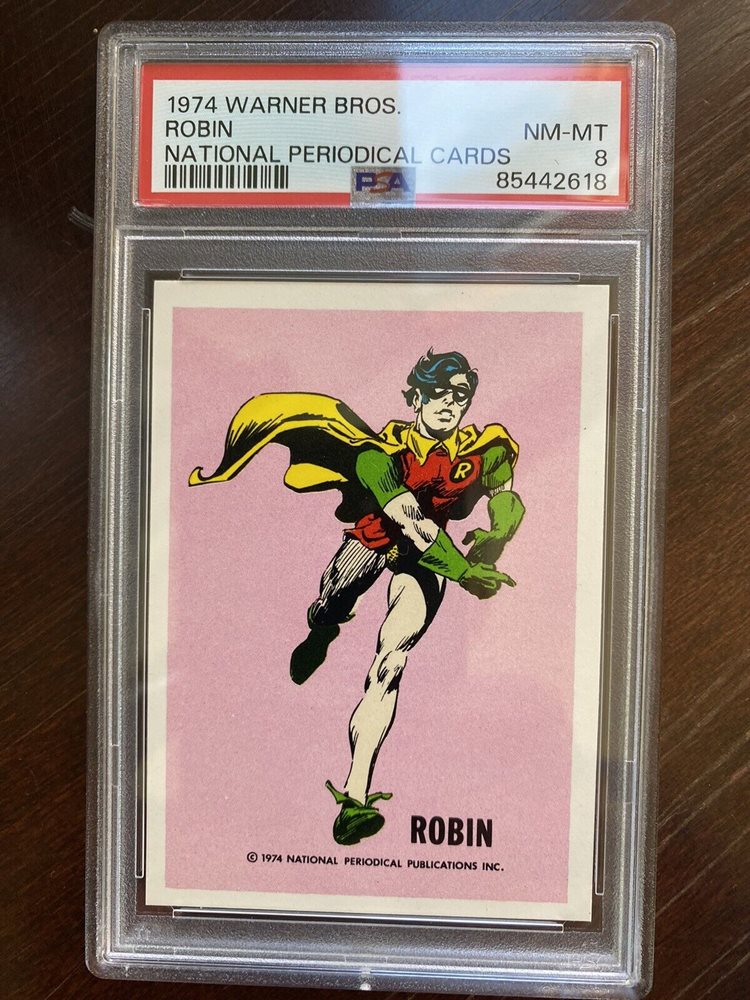 1974 WARNER BROS.
ROBIN NM-MT
NATIONAL PERIODICAL CARDS 8
PSA 85442618
R
ROBIN
© 1974 NATIONAL PERIODICAL PUBLICATIONS INC.